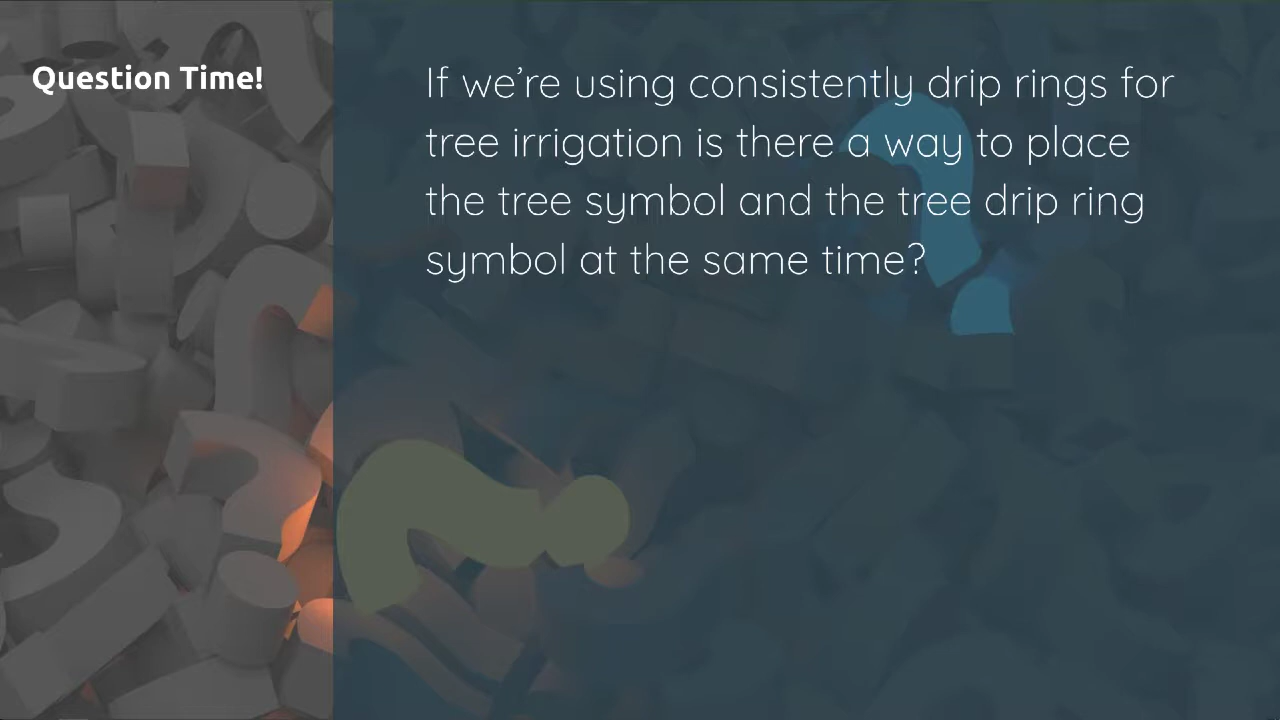 Question Time!
If we're using consistently drip rings for
tree irrigation is there a way to place
the tree symbol and the tree drip ring
symbol at the same time?